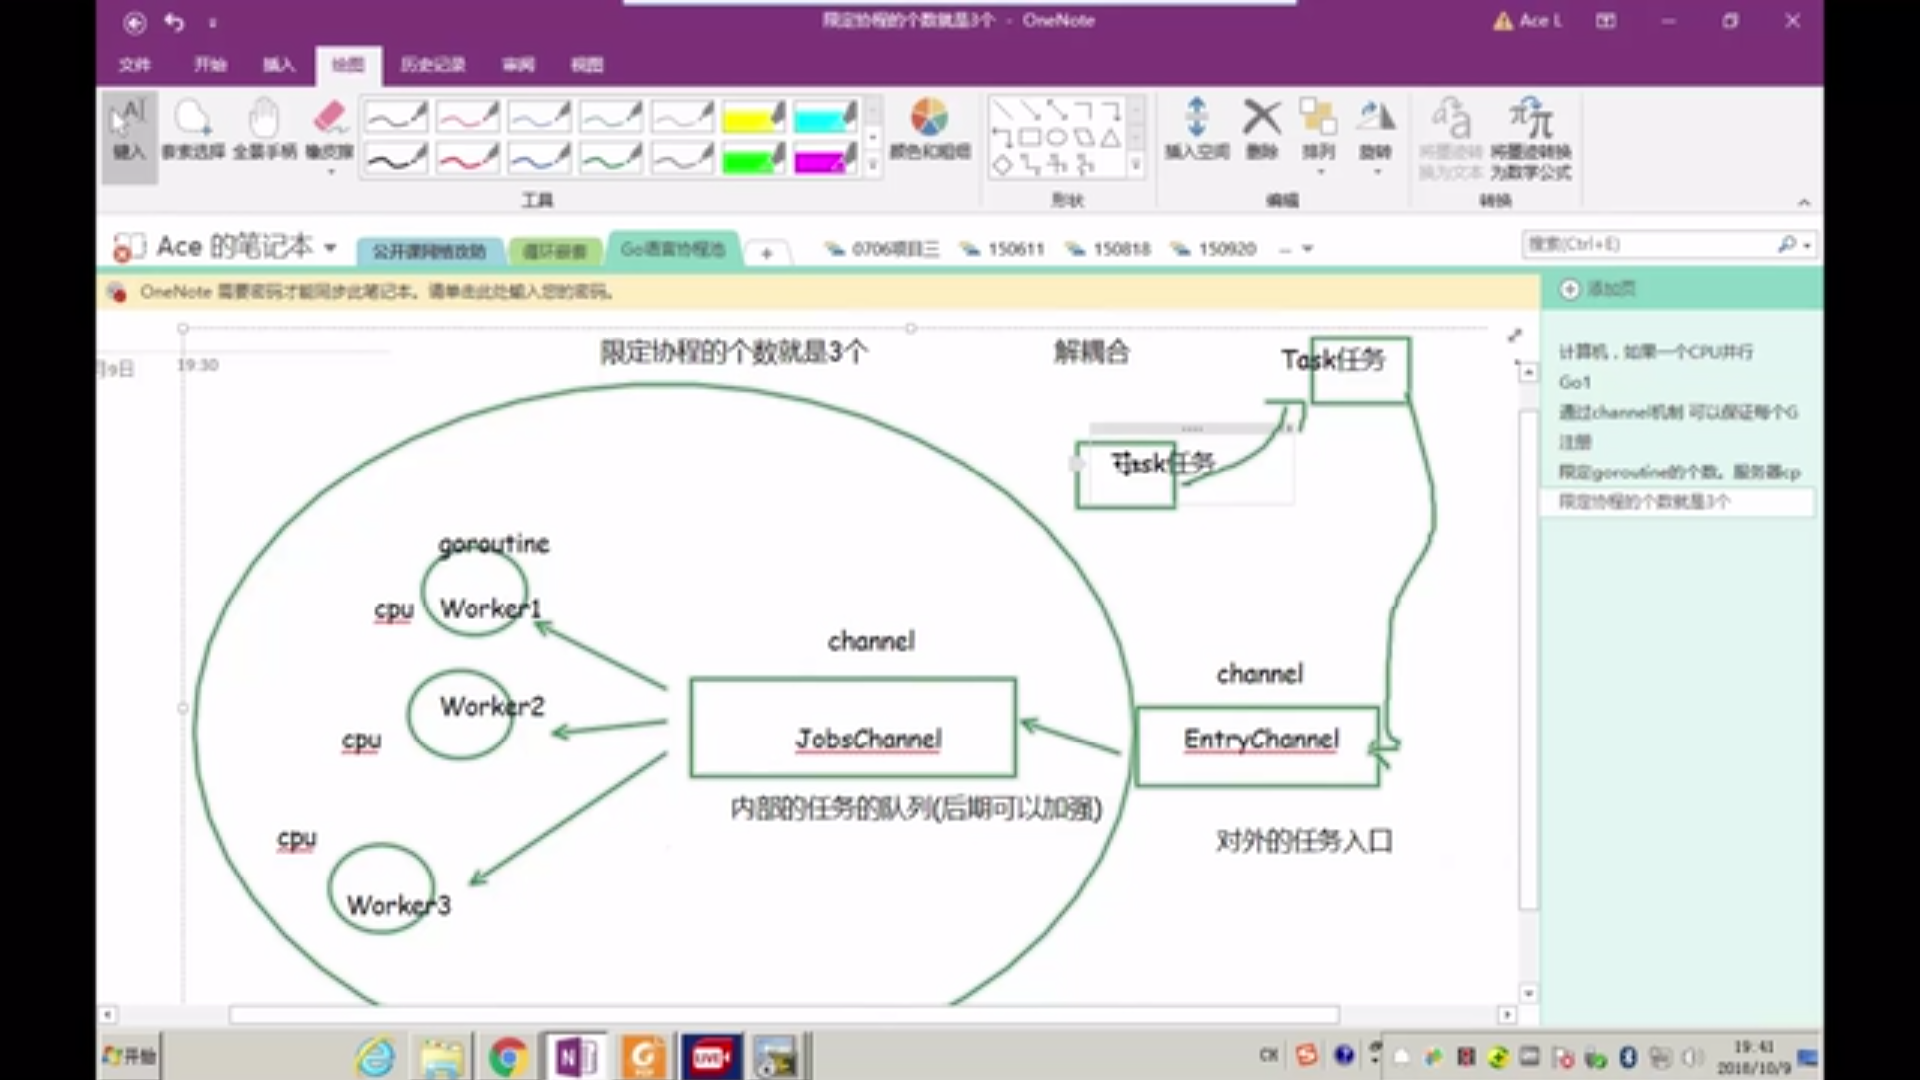 限定协程的个数就是3个 - OneNote
Ace L
文件 开始 插入 绘图 历史记录 审阅 视图
键入 套索选择 全景手柄 橡皮擦 颜色和粗细 插入空间 删除 排列 旋转 将墨迹转换为文本 将墨迹转换为数学公式
工具 形状 编辑 转换
Ace 的笔记本 公开课网络攻防 循环嵌套 Go语言协程池 0706项目三 150611 150818 150920 搜索(Ctrl+E)
OneNote 需要密码才能同步此笔记本。请单击此处输入您的密码。
添加页
计算机，如果一个CPU并行
Go1
通过channel机制 可以保证每个G
注册
限定goroutine的个数。服务器cp
限定协程的个数就是3个
月9日 19:30
限定协程的个数就是3个 解耦合 Task任务
Task任务
goroutine
cpu Worker1
channel
channel
Worker2
cpu
JobsChannel
EntryChannel
内部的任务的队列(后期可以加强)
对外的任务入口
cpu
Worker3
开始
LIVE
CH
19:41
2018/10/9